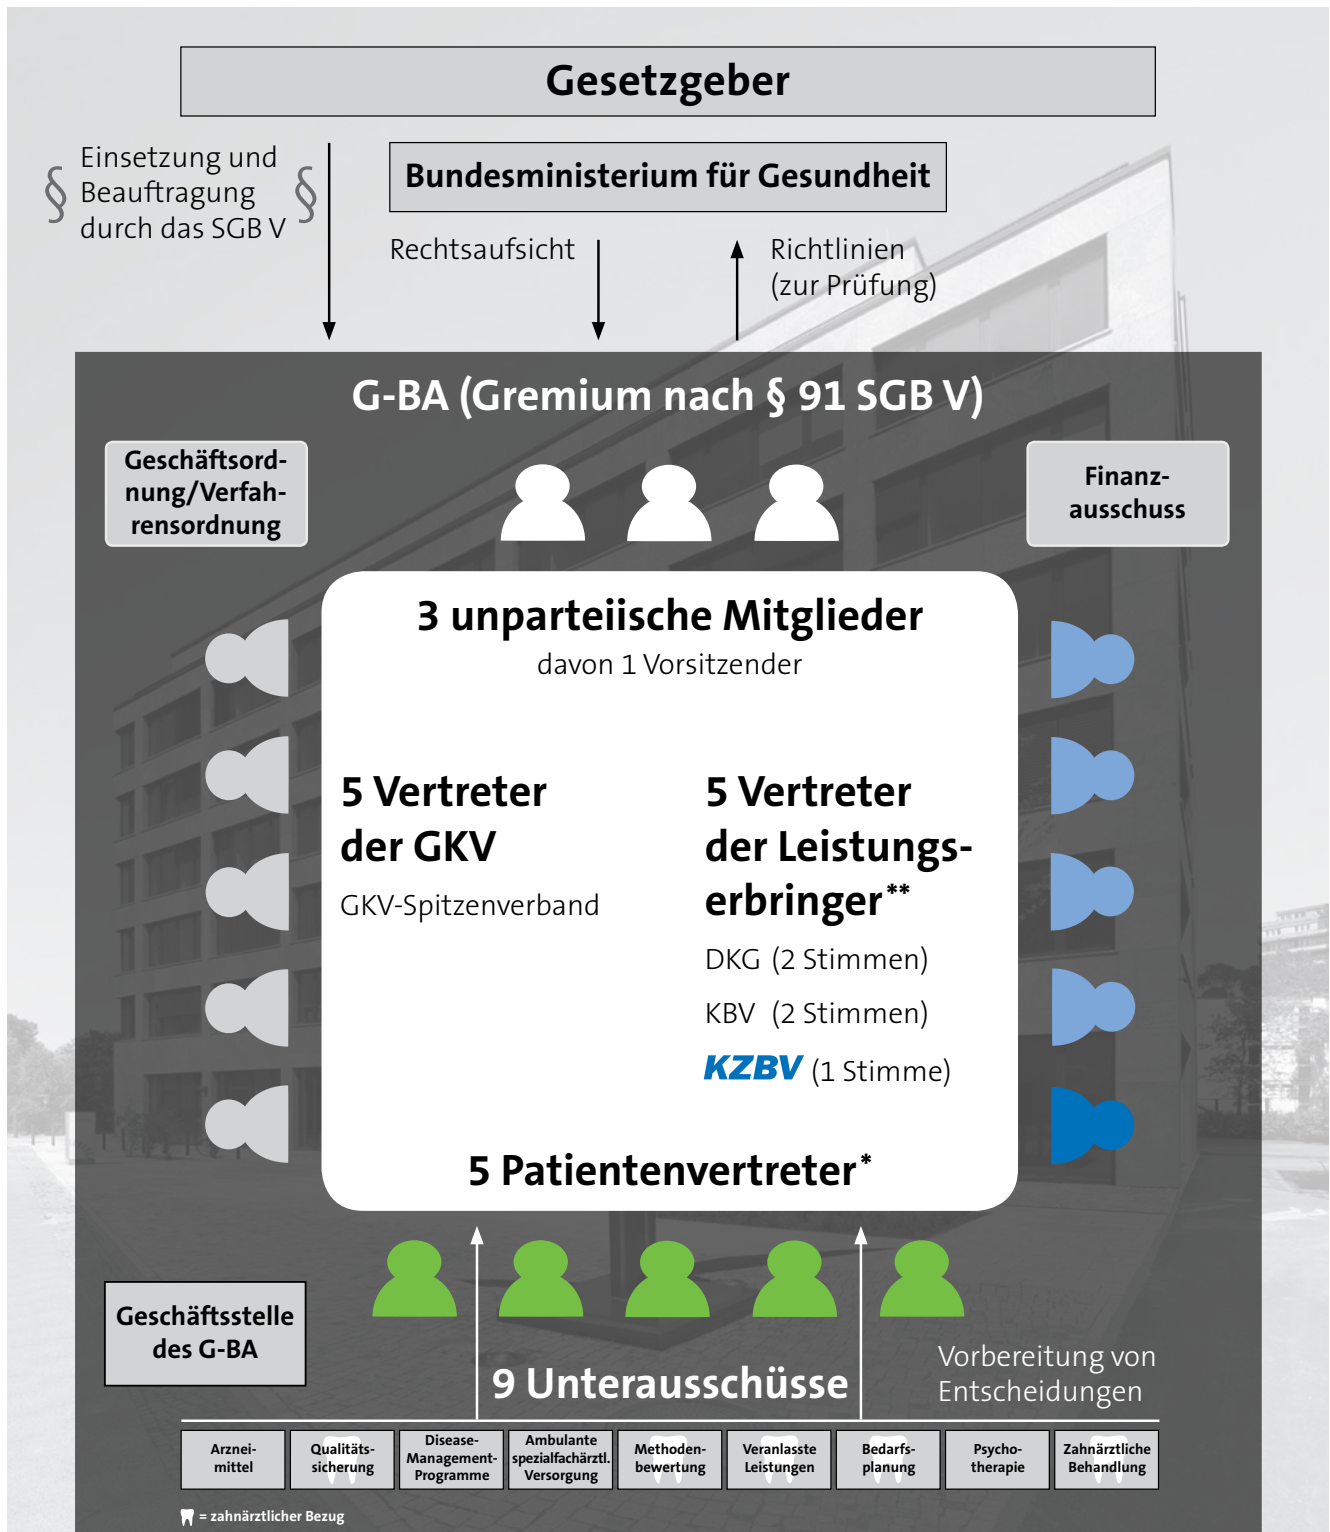 Gesetzgeber
§ Einsetzung und
Beauftragung
durch das SGB V §
Bundesministerium für Gesundheit
Rechtsaufsicht
Richtlinien
(zur Prüfung)
G-BA (Gremium nach § 91 SGB V)
Geschäftsord-
nung/Verfah-
rensordnung
Finanz-
ausschuss
3 unparteiische Mitglieder
davon 1 Vorsitzender
5 Vertreter
der GKV
GKV-Spitzenverband
5 Vertreter
der Leistungs-
erbringer**
DKG (2 Stimmen)
KBV (2 Stimmen)
KZBV (1 Stimme)
5 Patientenvertreter*
Geschäftsstelle
des G-BA
9 Unterausschüsse
Vorbereitung von
Entscheidungen
Arznei-
mittel
Qualitäts-
sicherung
Disease-
Management-
Programme
Ambulante
spezialfachärztl.
Versorgung
Methoden-
bewertung
Veranlasste
Leistungen
Bedarfs-
planung
Psycho-
therapie
Zahnärztliche
Behandlung
= zahnärztlicher Bezug